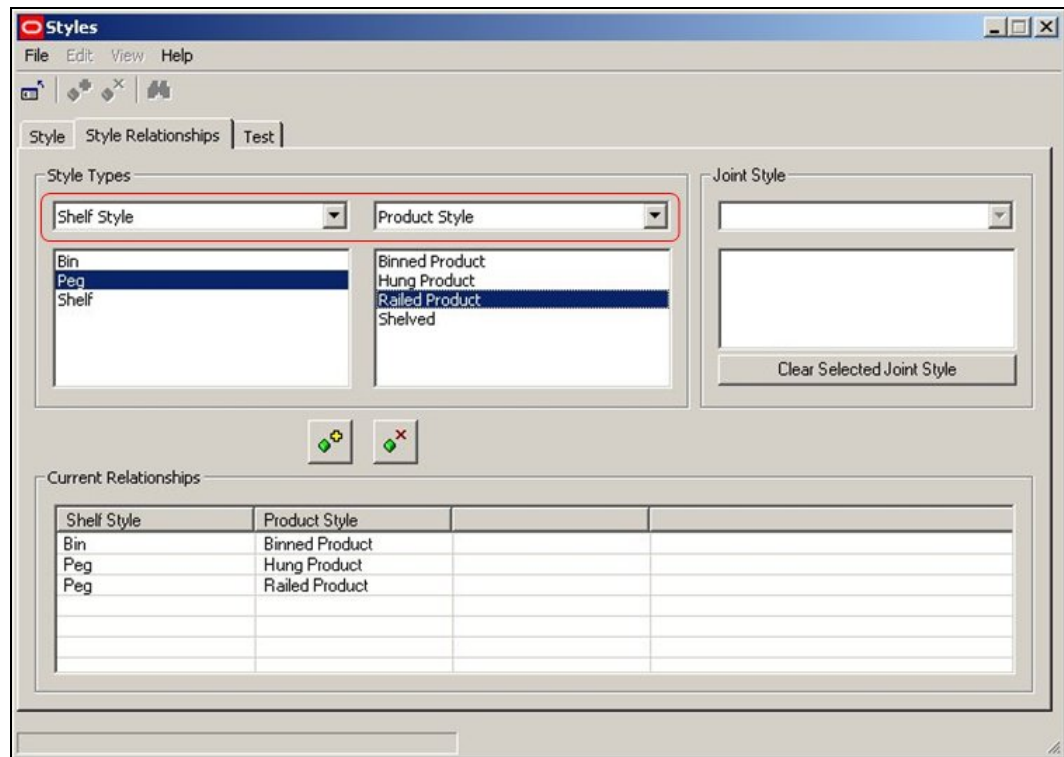 Styles
File Edit View Help
Style Style Relationships Test
Style Types
Joint Style
Shelf Style
Product Style
Bin
Peg
Shelf
Binned Product
Hung Product
Railed Product
Shelved
Clear Selected Joint Style
Current Relationships
Shelf Style Product Style
Bin Binned Product
Peg Hung Product
Peg Railed Product